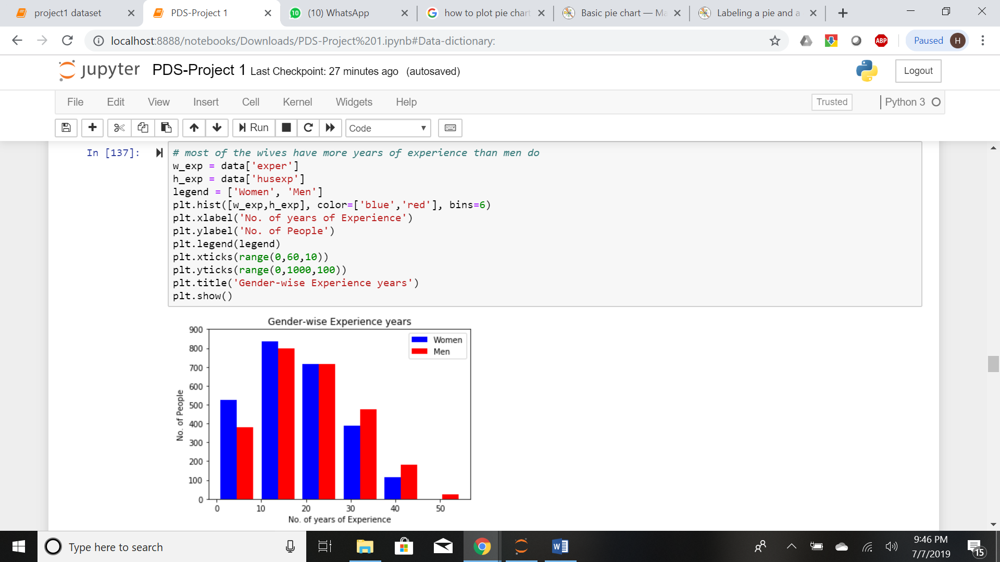 project1 dataset
PDS-Project 1
(10) WhatsApp
how to plot pie chart
Basic pie chart — Ma
Labeling a pie and a
localhost:8888/notebooks/Downloads/PDS-Project%201.ipynb#Data-dictionary:
ABP
Paused H
jupyter PDS-Project 1 Last Checkpoint: 27 minutes ago (autosaved)
Logout
File Edit View Insert Cell Kernel Widgets Help
Trusted
Python 3
Run
Code
In [137]:
# most of the wives have more years of experience than men do
w_exp = data['exper']
h_exp = data['husexp']
legend = ['Women', 'Men']
plt.hist([w_exp,h_exp], color=['blue','red'], bins=6)
plt.xlabel('No. of years of Experience')
plt.ylabel('No. of People')
plt.legend(legend)
plt.xticks(range(0,60,10))
plt.yticks(range(0,1000,100))
plt.title('Gender-wise Experience years')
plt.show()
Gender-wise Experience years
Women
Men
900
800
700
600
500
400
300
200
100
0
No. of People
0 10 20 30 40 50
No. of years of Experience
Type here to search
9:46 PM
7/7/2019
15